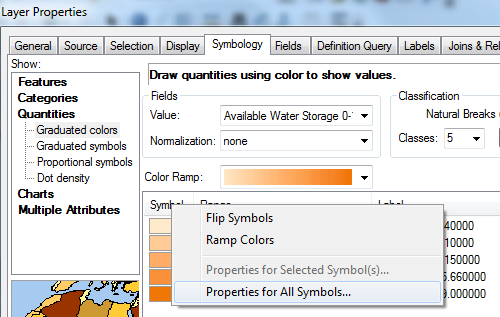 Layer Properties
General Source Selection Display Symbology Fields Definition Query Labels Joins & Rel
Show:
Features
Categories
Quantities
Graduated colors
Graduated symbols
Proportional symbols
Dot density
Charts
Multiple Attributes
Draw quantities using color to show values.
Fields
Value: Available Water Storage 0-
Normalization: none
Classification
Natural Breaks (
Classes: 5
Color Ramp:
Symbol Range Label
Flip Symbols
Ramp Colors
Properties for Selected Symbol(s)...
Properties for All Symbols...
40000
10000
150000
6.660000
9.000000